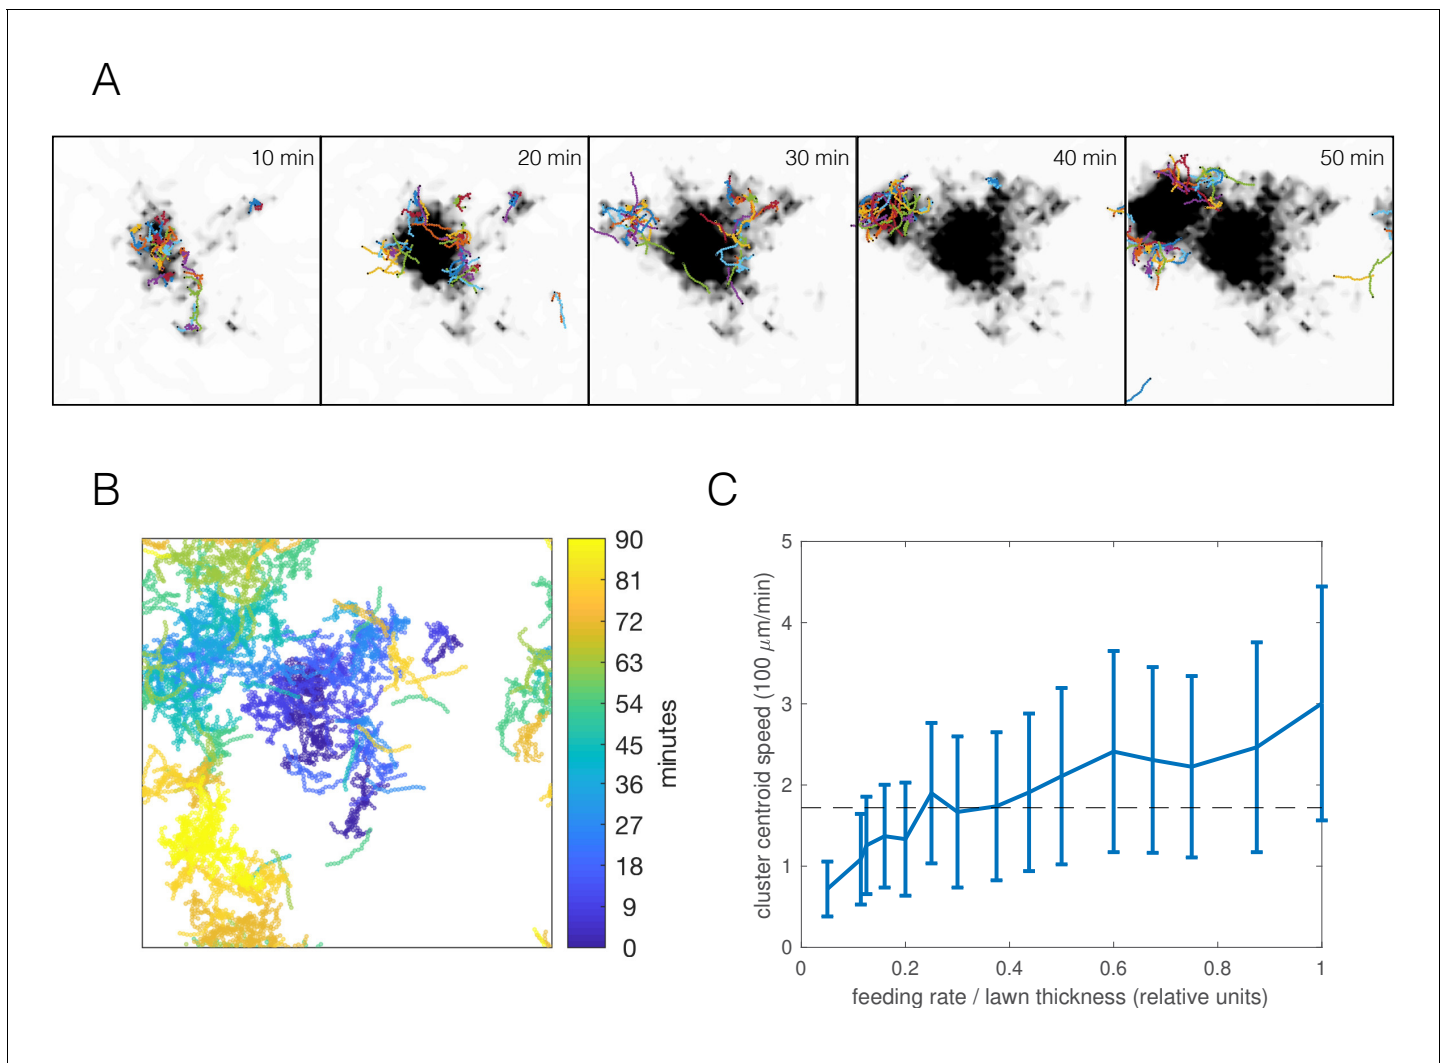 A
10 min
20 min
30 min
40 min
50 min
B
90
81
72
63
54
45
36
27
18
9
0
minutes
C
5
4
3
2
1
0
0
0.2
0.4
0.6
0.8
1
cluster centroid speed (100 μm/min)
feeding rate / lawn thickness (relative units)